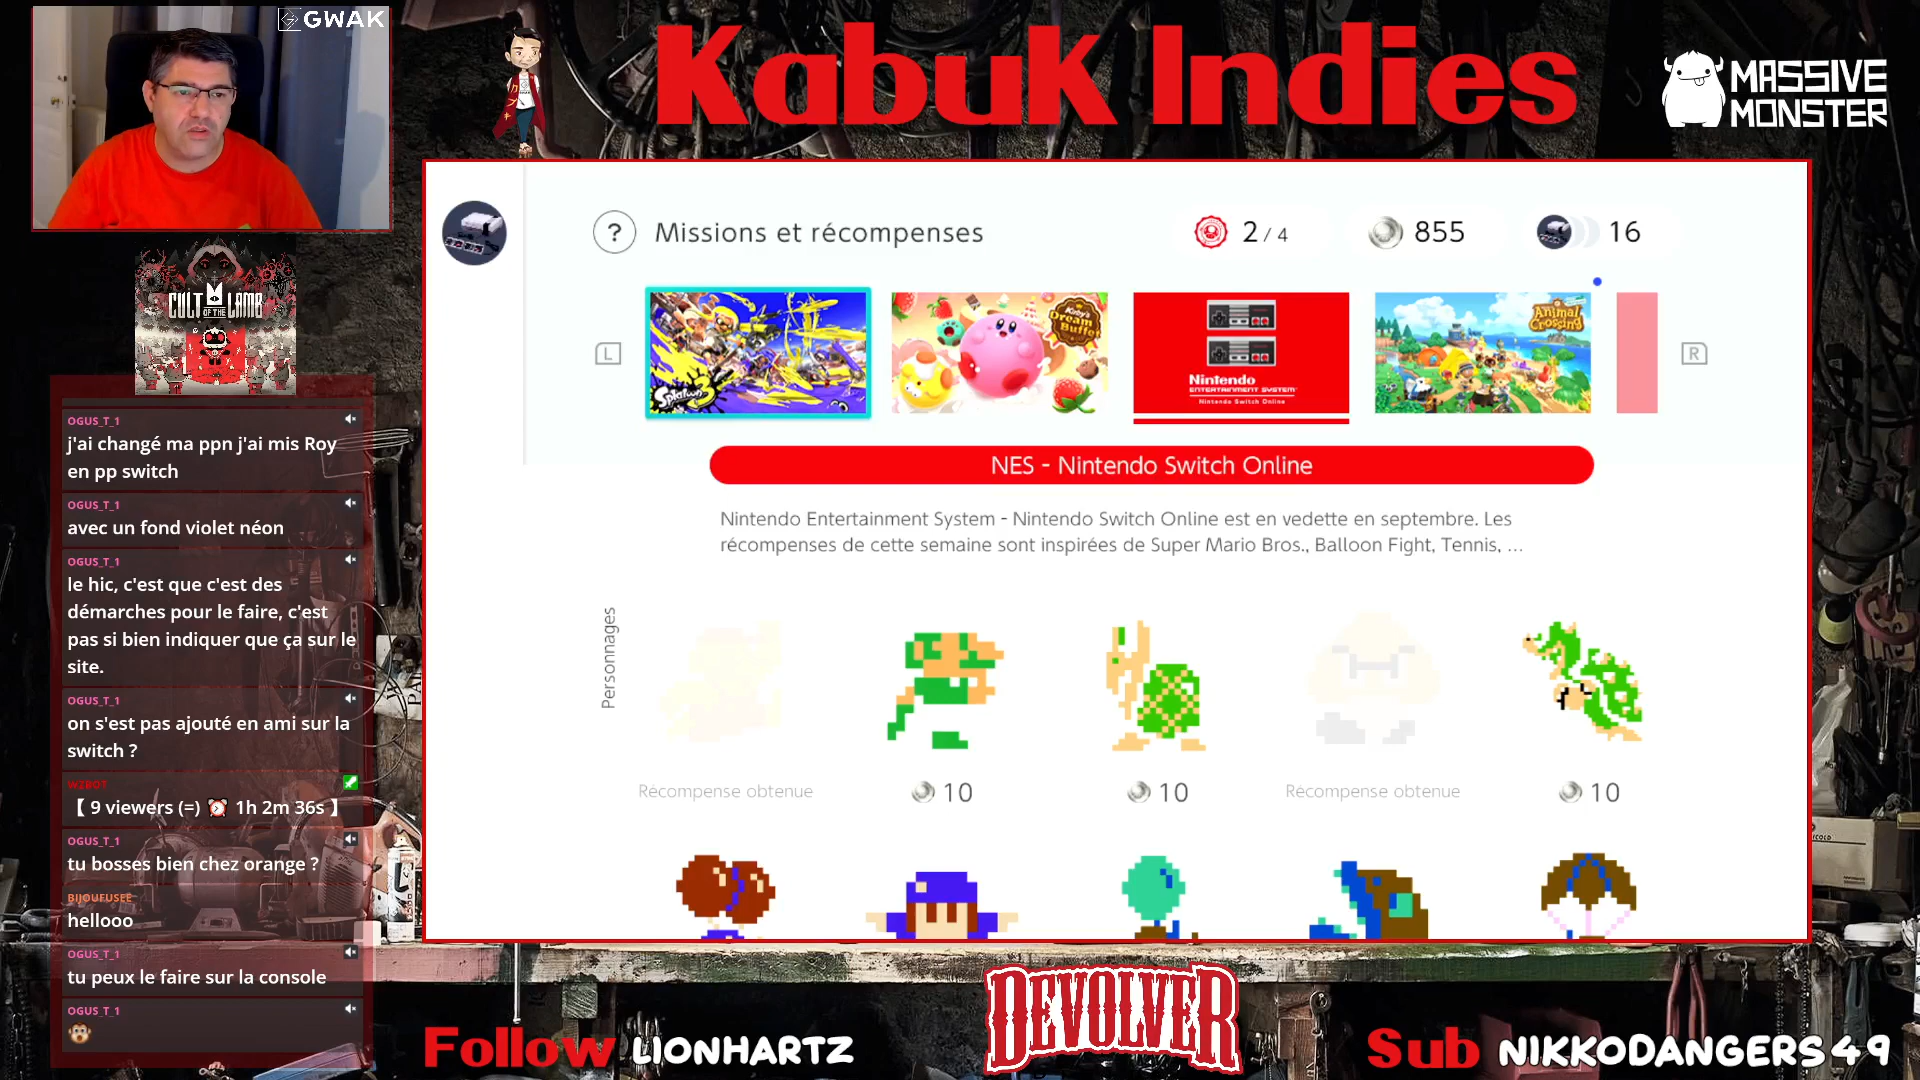 GWAK
KabuK Indies
MASSIVE
MONSTER
CULT
OF THE
LAMB
OGUS_T_1
j'ai changé ma ppn j'ai mis Roy
en pp switch
OGUS_T_1
avec un fond violet néon
OGUS_T_1
le hic, c'est que c'est des
démarches pour le faire, c'est
pas si bien indiquer que ça sur le
site.
OGUS_T_1
on s'est pas ajouté en ami sur la
switch ?
WZBOT
【 9 viewers (=) ⏰ 1h 2m 36s 】
OGUS_T_1
tu bosses bien chez orange ?
BIJOUFUSEE
hellooo
OGUS_T_1
tu peux le faire sur la console
OGUS_T_1
? Missions et récompenses
2 / 4
855
16
L
Splatoon 3
Kirby's
Dream
Buffet
Nintendo
ENTERTAINMENT SYSTEM
Nintendo Switch Online
Animal
Crossing
R
NES - Nintendo Switch Online
Nintendo Entertainment System - Nintendo Switch Online est en vedette en septembre. Les
récompenses de cette semaine sont inspirées de Super Mario Bros., Balloon Fight, Tennis, ...
Personnages
Récompense obtenue
10
10
Récompense obtenue
10
Follow LIONHARTZ
DEVOLVER
Sub NIKKODANGERS49